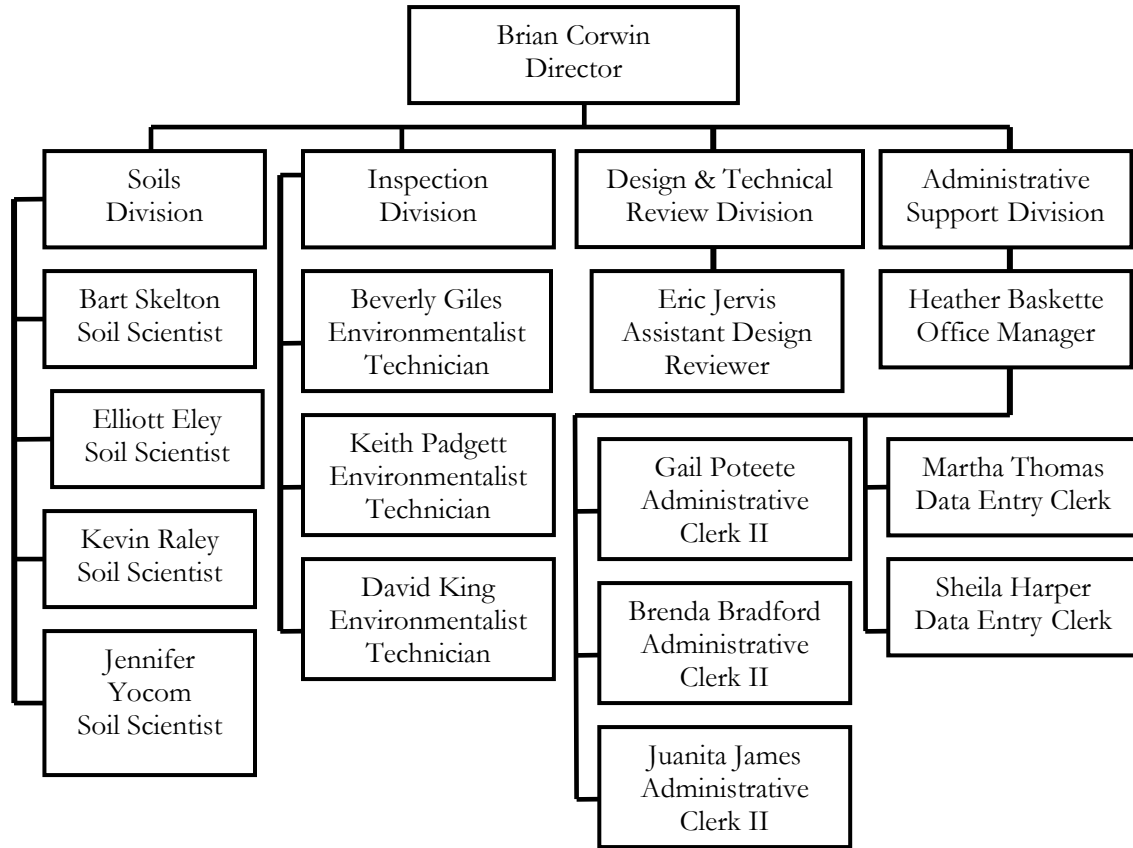 Brian Corwin
Director
Soils
Division
Inspection
Division
Design & Technical
Review Division
Administrative
Support Division
Bart Skelton
Soil Scientist
Elliott Eley
Soil Scientist
Kevin Raley
Soil Scientist
Jennifer
Yocom
Soil Scientist
Beverly Giles
Environmentalist
Technician
Keith Padgett
Environmentalist
Technician
David King
Environmentalist
Technician
Eric Jervis
Assistant Design
Reviewer
Heather Baskette
Office Manager
Gail Poteete
Administrative
Clerk II
Brenda Bradford
Administrative
Clerk II
Juanita James
Administrative
Clerk II
Martha Thomas
Data Entry Clerk
Sheila Harper
Data Entry Clerk